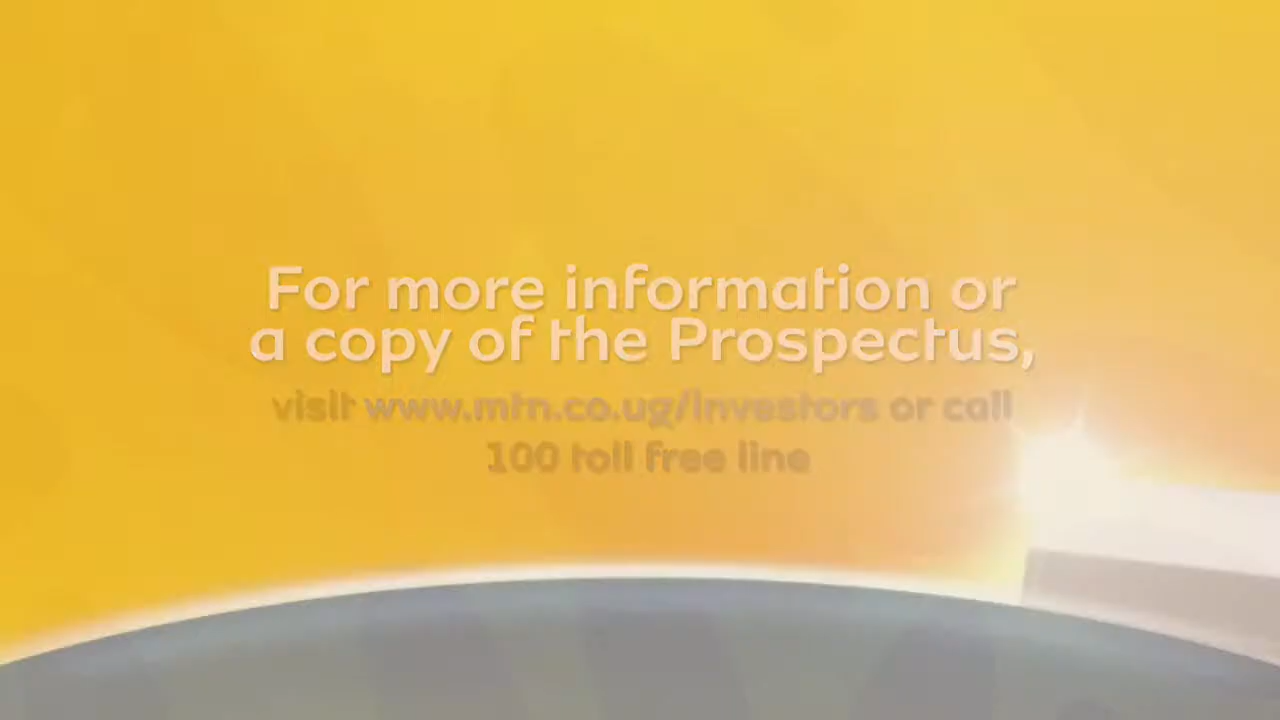 For more information or
a copy of the Prospectus,
visit www.mtn.co.ug/investors or call
100 toll free line